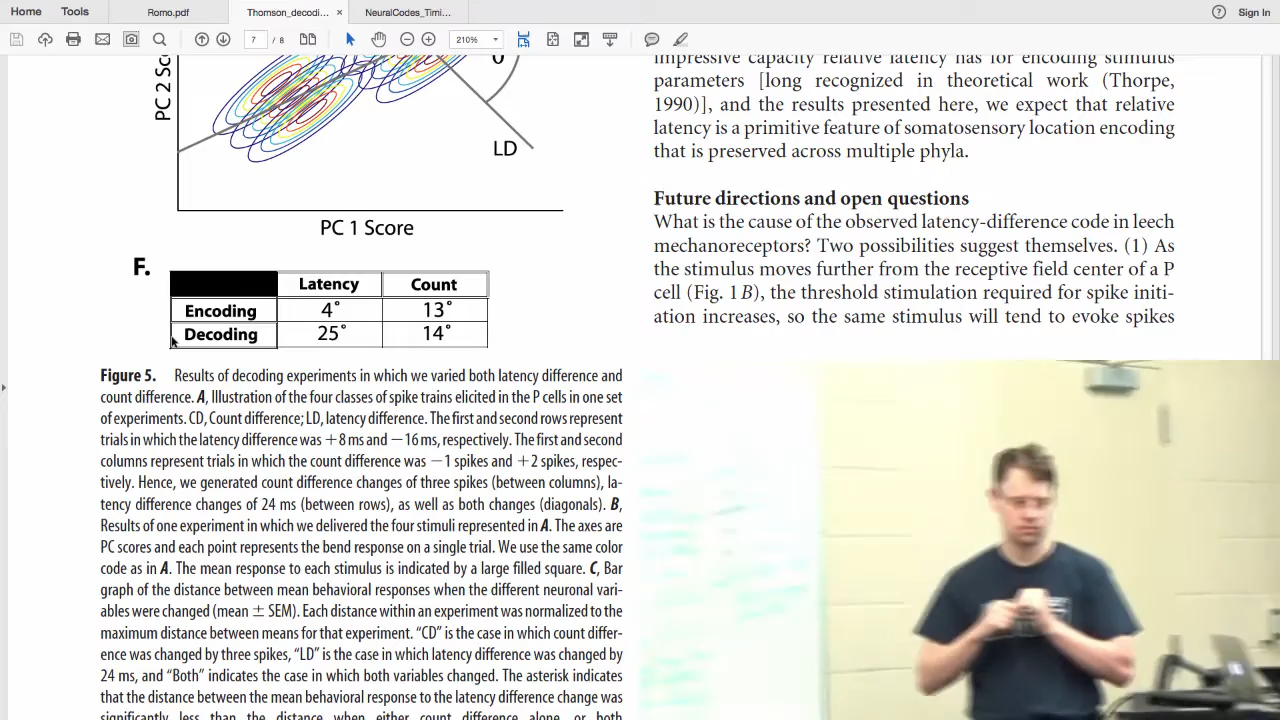 Home Tools Romo.pdf Thomson_decodi... × NeuralCodes_Timi... ? Sign In
7 / 8 210%
PC 2 Sco
θ
LD
PC 1 Score
F.
Latency Count
Encoding 4° 13°
Decoding 25° 14°
Figure 5. Results of decoding experiments in which we varied both latency difference and
count difference. A, Illustration of the four classes of spike trains elicited in the P cells in one set
of experiments. CD, Count difference; LD, latency difference. The first and second rows represent
trials in which the latency difference was +8 ms and −16 ms, respectively. The first and second
columns represent trials in which the count difference was −1 spikes and +2 spikes, respec-
tively. Hence, we generated count difference changes of three spikes (between columns), la-
tency difference changes of 24 ms (between rows), as well as both changes (diagonals). B,
Results of one experiment in which we delivered the four stimuli represented in A. The axes are
PC scores and each point represents the bend response on a single trial. We use the same color
code as in A. The mean response to each stimulus is indicated by a large filled square. C, Bar
graph of the distance between mean behavioral responses when the different neuronal vari-
ables were changed (mean ± SEM). Each distance within an experiment was normalized to the
maximum distance between means for that experiment. "CD" is the case in which count differ-
ence was changed by three spikes, "LD" is the case in which latency difference was changed by
24 ms, and "Both" indicates the case in which both variables changed. The asterisk indicates
that the distance between the mean behavioral response to the latency difference change was
significantly less than the distance when either count difference alone, or both
impressive capacity relative latency has for encoding stimulus
parameters [long recognized in theoretical work (Thorpe,
1990)], and the results presented here, we expect that relative
latency is a primitive feature of somatosensory location encoding
that is preserved across multiple phyla.
Future directions and open questions
What is the cause of the observed latency-difference code in leech
mechanoreceptors? Two possibilities suggest themselves. (1) As
the stimulus moves further from the receptive field center of a P
cell (Fig. 1 B), the threshold stimulation required for spike initi-
ation increases, so the same stimulus will tend to evoke spikes